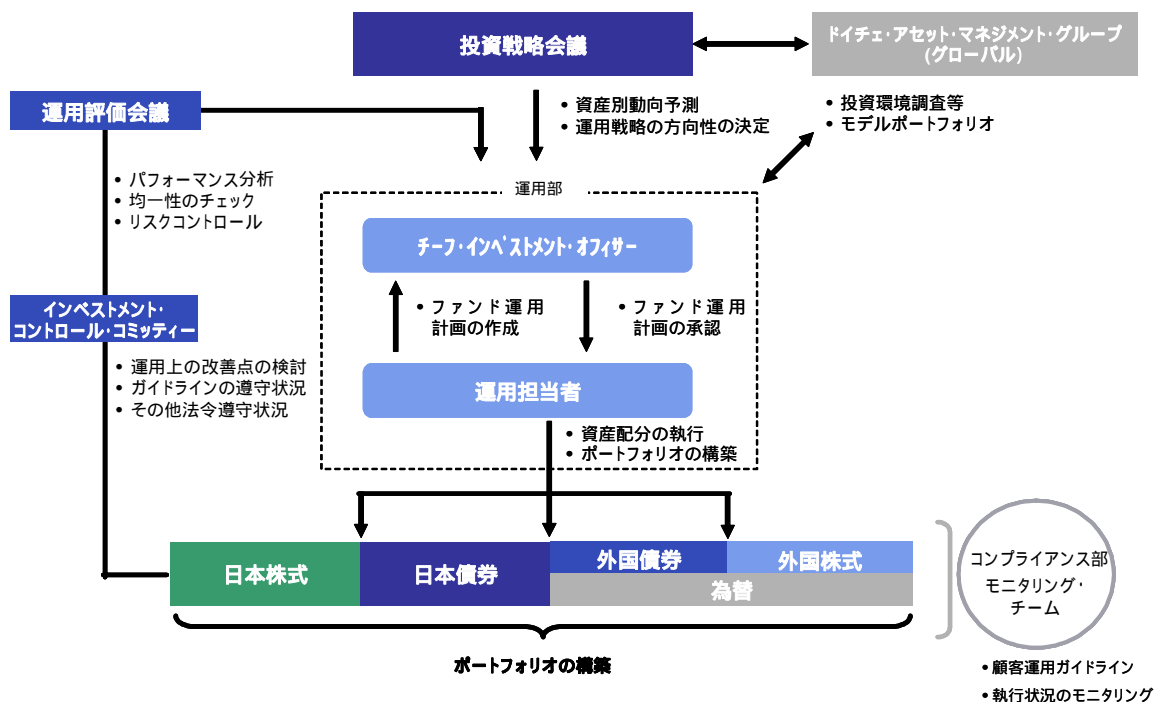 投資戦略会議
ドイチェ・アセット・マネジメント・グループ
(グローバル)
運用評価会議
• 資産別動向予測
• 運用戦略の方向性の決定
• 投資環境調査等
• モデルポートフォリオ
• パフォーマンス分析
• 均一性のチェック
• リスクコントロール
運用部
チーフ・インベストメント・オフィサー
• ファンド運用
計画の作成
• ファンド運用
計画の承認
インベストメント・
コントロール・コミッティー
• 運用上の改善点の検討
• ガイドラインの遵守状況
• その他法令遵守状況
運用担当者
• 資産配分の執行
• ポートフォリオの構築
日本株式
日本債券
外国債券
外国株式
為替
コンプライアンス部
モニタリング・
チーム
ポートフォリオの構築
•顧客運用ガイドライン
•執行状況のモニタリング